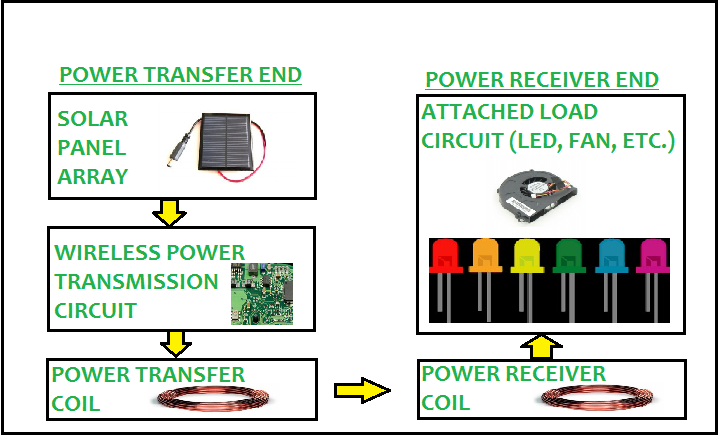 POWER TRANSFER END
SOLAR
PANEL
ARRAY
WIRELESS POWER
TRANSMISSION
CIRCUIT
POWER TRANSFER
COIL
POWER RECEIVER END
ATTACHED LOAD
CIRCUIT (LED, FAN, ETC.)
POWER RECEIVER
COIL